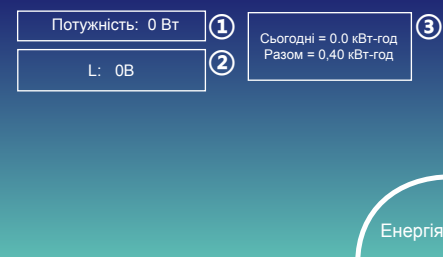 Потужність: 0 Вт ①
L: 0В ②
Сьогодні = 0.0 кВт-год ③
Разом = 0,40 кВт-год
Енергія